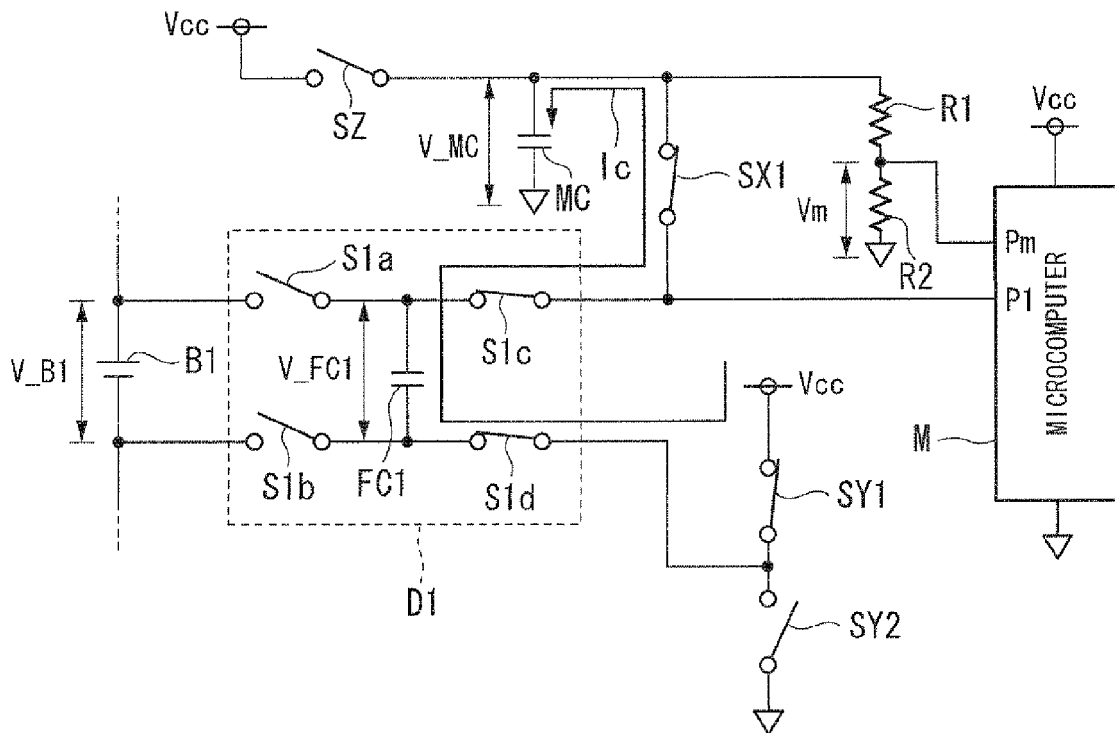 Vcc
SZ
V_MC
MC
Ic
SX1
R1
Vcc
Vm
R2
Pm
P1
MICROCOMPUTER
M
S1a
S1c
V_B1
B1
V_FC1
FC1
S1b
S1d
D1
Vcc
SY1
SY2